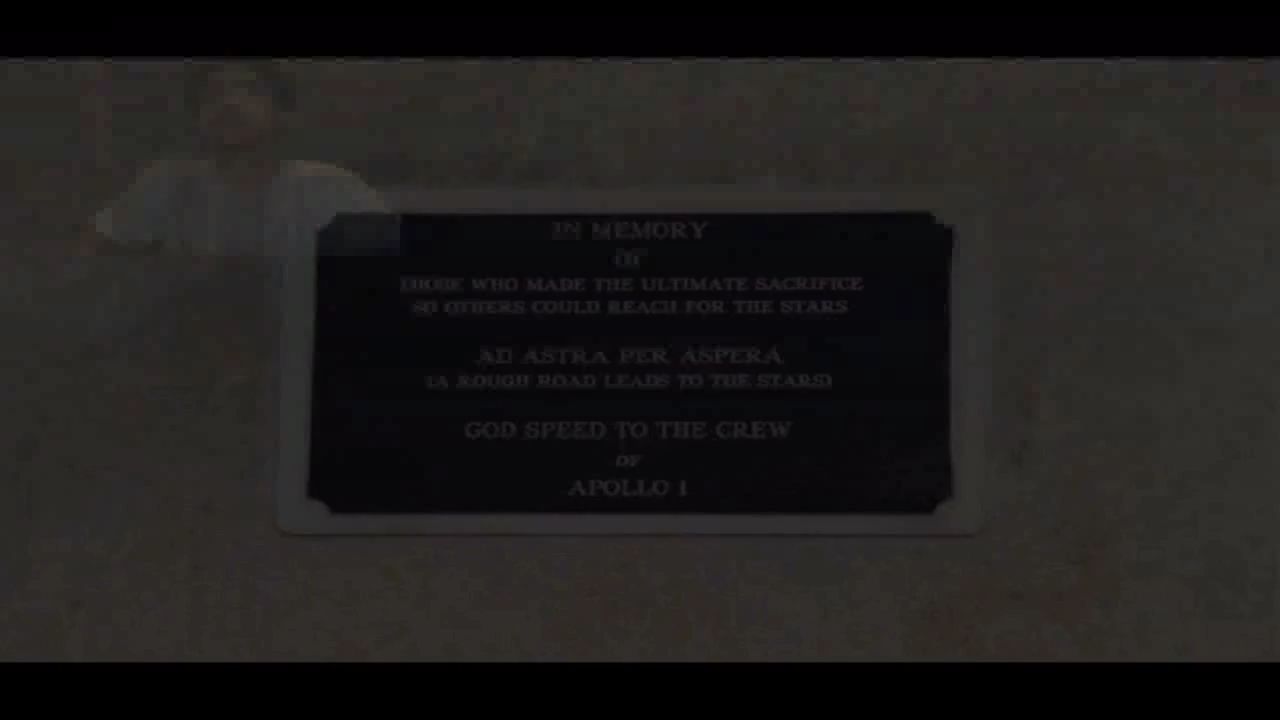 IN MEMORY
OF
THOSE WHO MADE THE ULTIMATE SACRIFICE
SO OTHERS COULD REACH FOR THE STARS
AD ASTRA PER ASPERA
(A ROUGH ROAD LEADS TO THE STARS)
GOD SPEED TO THE CREW
OF
APOLLO 1